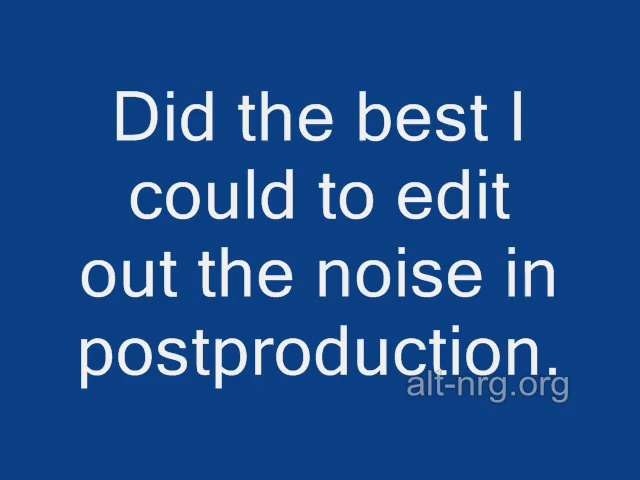 Did the best I
could to edit
out the noise in
postproduction.
alt-nrg.org